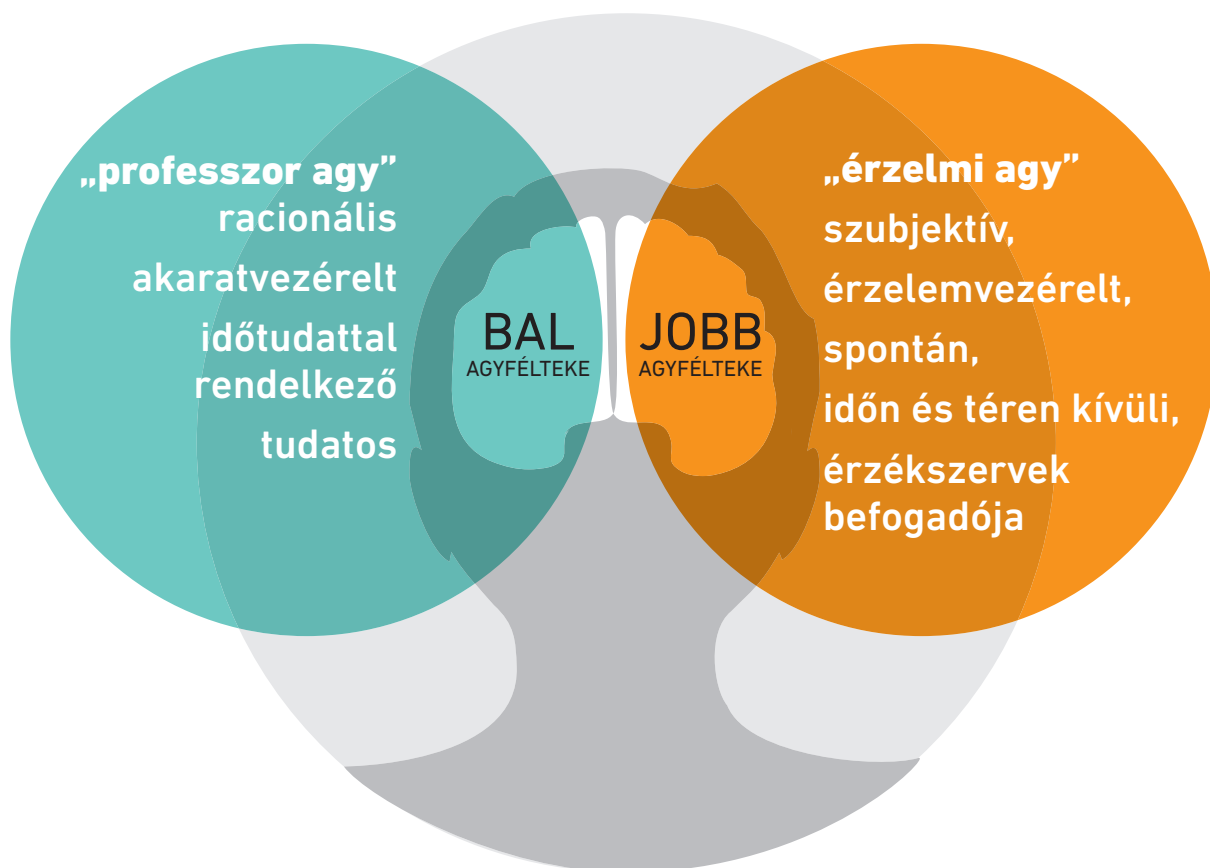 „professzor agy”
racionális
akaratvezérelt
időtudattal
rendelkező
tudatos
BAL
AGYFÉLTEKE
JOBB
AGYFÉLTEKE
„érzelmi agy”
szubjektív,
érzelemvezérelt,
spontán,
időn és téren kívüli,
érzékszervek
befogadója